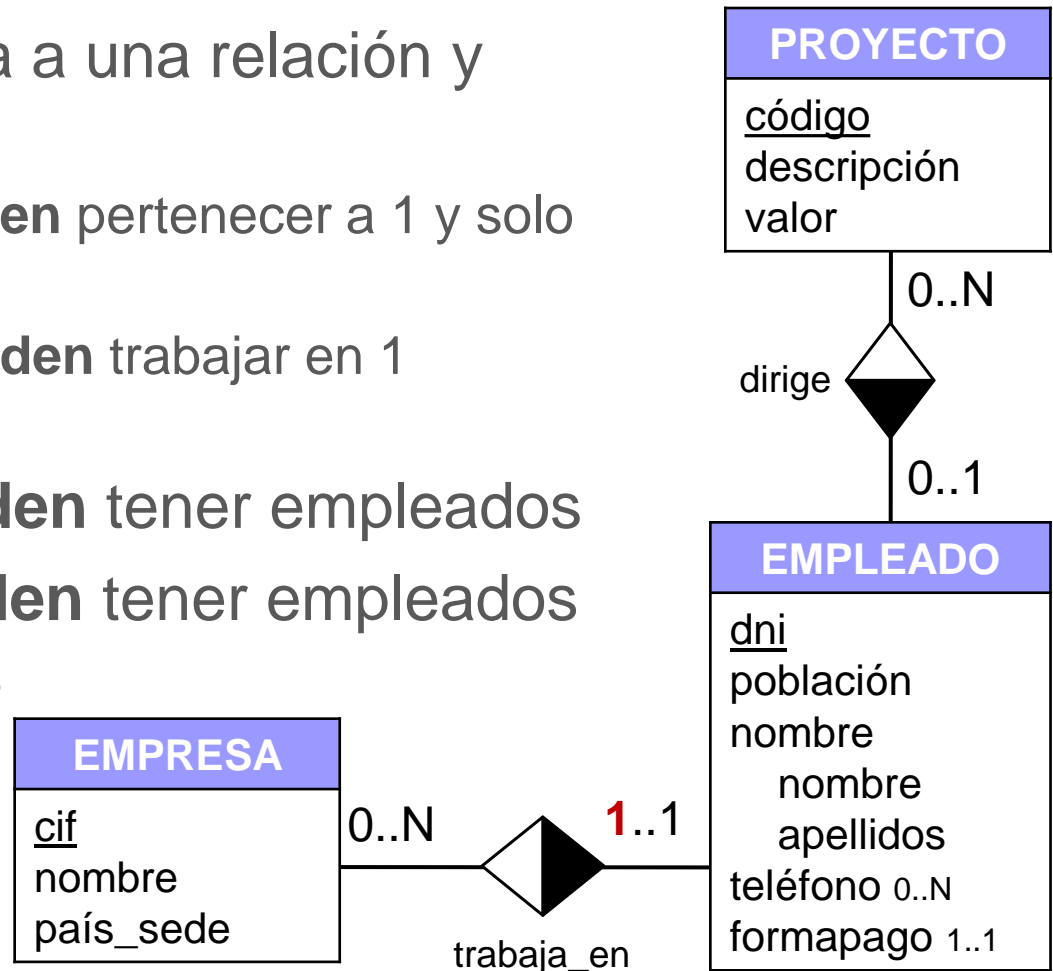 a a una relación y
en pertenecer a 1 y solo
den trabajar en 1
den tener empleados
den tener empleados
PROYECTO
código
descripción
valor
0..N
dirige
0..1
EMPLEADO
dni
población
nombre
nombre
apellidos
teléfono 0..N
formapago 1..1
EMPRESA
cif
nombre
país_sede
0..N
1..1
trabaja_en